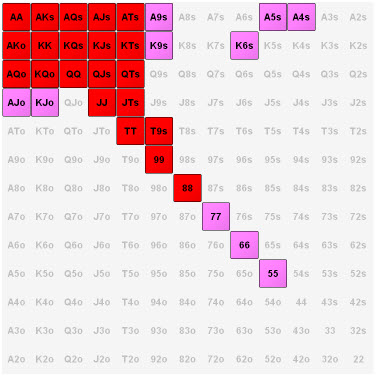 AA AKs AQs AJs ATs A9s A8s A7s A6s A5s A4s A3s A2s
AKo KK KQs KJs KTs K9s K8s K7s K6s K5s K4s K3s K2s
AQo KQo QQ QJs QTs Q9s Q8s Q7s Q6s Q5s Q4s Q3s Q2s
AJo KJo QJo JJ JTs J9s J8s J7s J6s J5s J4s J3s J2s
ATo KTo QTo JTo TT T9s T8s T7s T6s T5s T4s T3s T2s
A9o K9o Q9o J9o T9o 99 98s 97s 96s 95s 94s 93s 92s
A8o K8o Q8o J8o T8o 98o 88 87s 86s 85s 84s 83s 82s
A7o K7o Q7o J7o T7o 97o 87o 77 76s 75s 74s 73s 72s
A6o K6o Q6o J6o T6o 96o 86o 76o 66 65s 64s 63s 62s
A5o K5o Q5o J5o T5o 95o 85o 75o 65o 55 54s 53s 52s
A4o K4o Q4o J4o T4o 94o 84o 74o 64o 54o 44 43s 42s
A3o K3o Q3o J3o T3o 93o 83o 73o 63o 53o 43o 33 32s
A2o K2o Q2o J2o T2o 92o 82o 72o 62o 52o 42o 32o 22